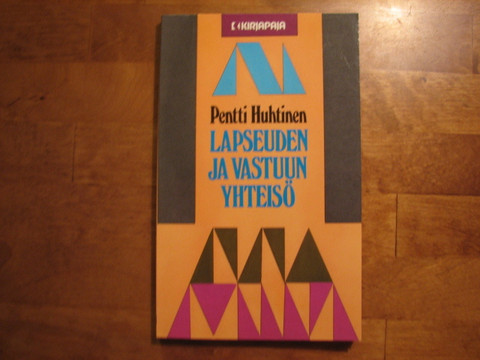 KIRJAPAJA
Pentti Huhtinen
LAPSEUDEN
JA VASTUUN
YHTEISÖ